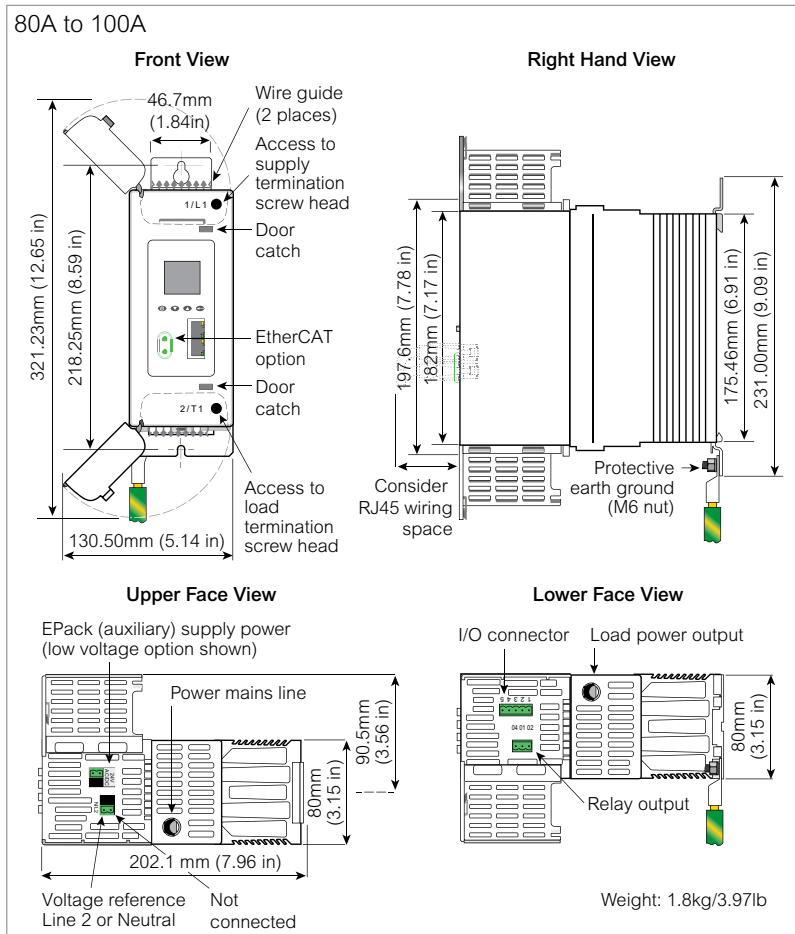 80A to 100A
Front View
Right Hand View
46.7mm
(1.84in)
Wire guide
(2 places)
Access to
supply
termination
screw head
1/L1
Door
catch
EtherCAT
option
Door
catch
2/T1
Access to
load
termination
screw head
321.23mm (12.65 in)
218.25mm (8.59 in)
130.50mm (5.14 in)
197.6mm (7.78 in)
182mm (7.17 in)
175.46mm (6.91 in)
231.00mm (9.09 in)
Consider
RJ45 wiring
space
Protective
earth ground
(M6 nut)
Upper Face View
EPack (auxiliary) supply power
(low voltage option shown)
Power mains line
24V
AC/DC
N/L2
90.5mm
(3.56 in)
80mm
(3.15 in)
202.1 mm (7.96 in)
Voltage reference
Line 2 or Neutral
Not
connected
Lower Face View
I/O connector
Load power output
1 2 3 4 5
04 01 02
80mm
(3.15 in)
Relay output
Weight: 1.8kg/3.97lb